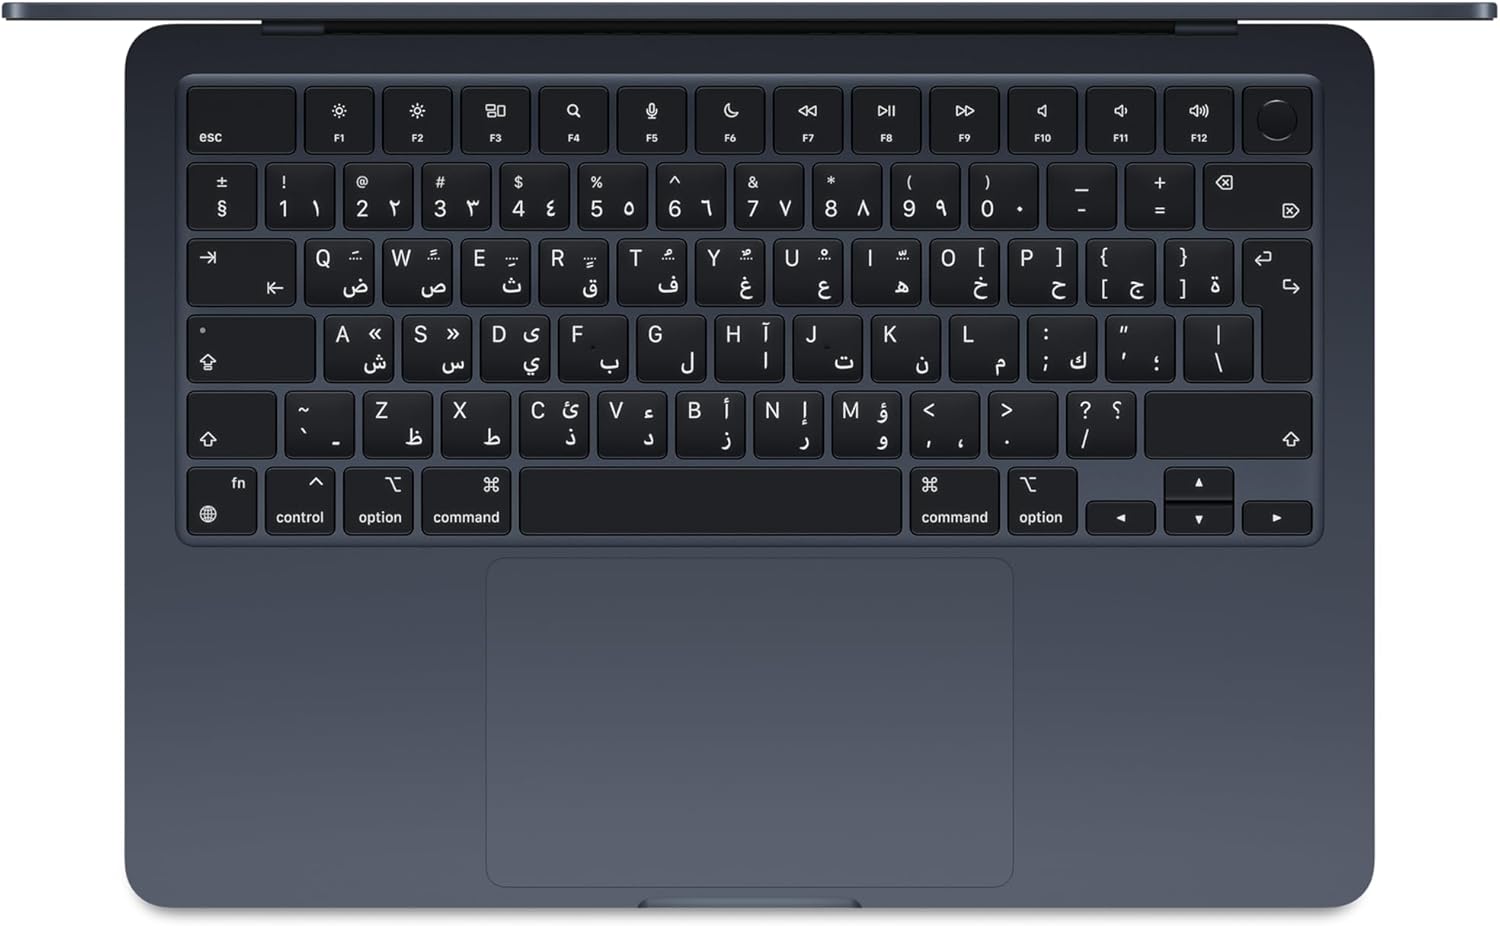 esc F1 F2 F3 F4 F5 F6 F7 F8 F9 F10 F11 F12
± § ! 1 ١ @ 2 ٢ # 3 ٣ $ 4 ٤ % 5 ٥ ^ 6 ٦ & 7 ٧ * 8 ٨ ( 9 ٩ ) 0 ٠ _ - + =
Q ض W ص E ث R ق T ف Y غ U ع I ه O [ خ P ] ح { [ ج } ] ة
A « ش S » س D ى ي F ب G ل H آ ا J ت K ن L م : ; ك " ' ؛ | \
~ ` ـ Z ظ X ط C ئ ذ V ء د B أ ز N إ ر M ؤ و < , ، > . ? ؟ /
fn control option command command option